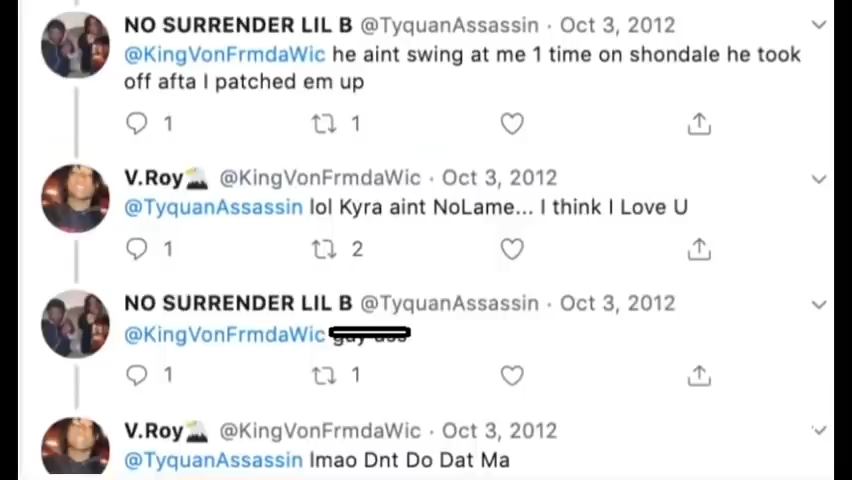 NO SURRENDER LIL B @TyquanAssassin · Oct 3, 2012
@KingVonFrmdaWic he aint swing at me 1 time on shondale he took
off afta I patched em up
1 1
V.Roy @KingVonFrmdaWic · Oct 3, 2012
@TyquanAssassin lol Kyra aint NoLame... I think I Love U
1 2
NO SURRENDER LIL B @TyquanAssassin · Oct 3, 2012
@KingVonFrmdaWic
1 1
V.Roy @KingVonFrmdaWic · Oct 3, 2012
@TyquanAssassin lmao Dnt Do Dat Ma